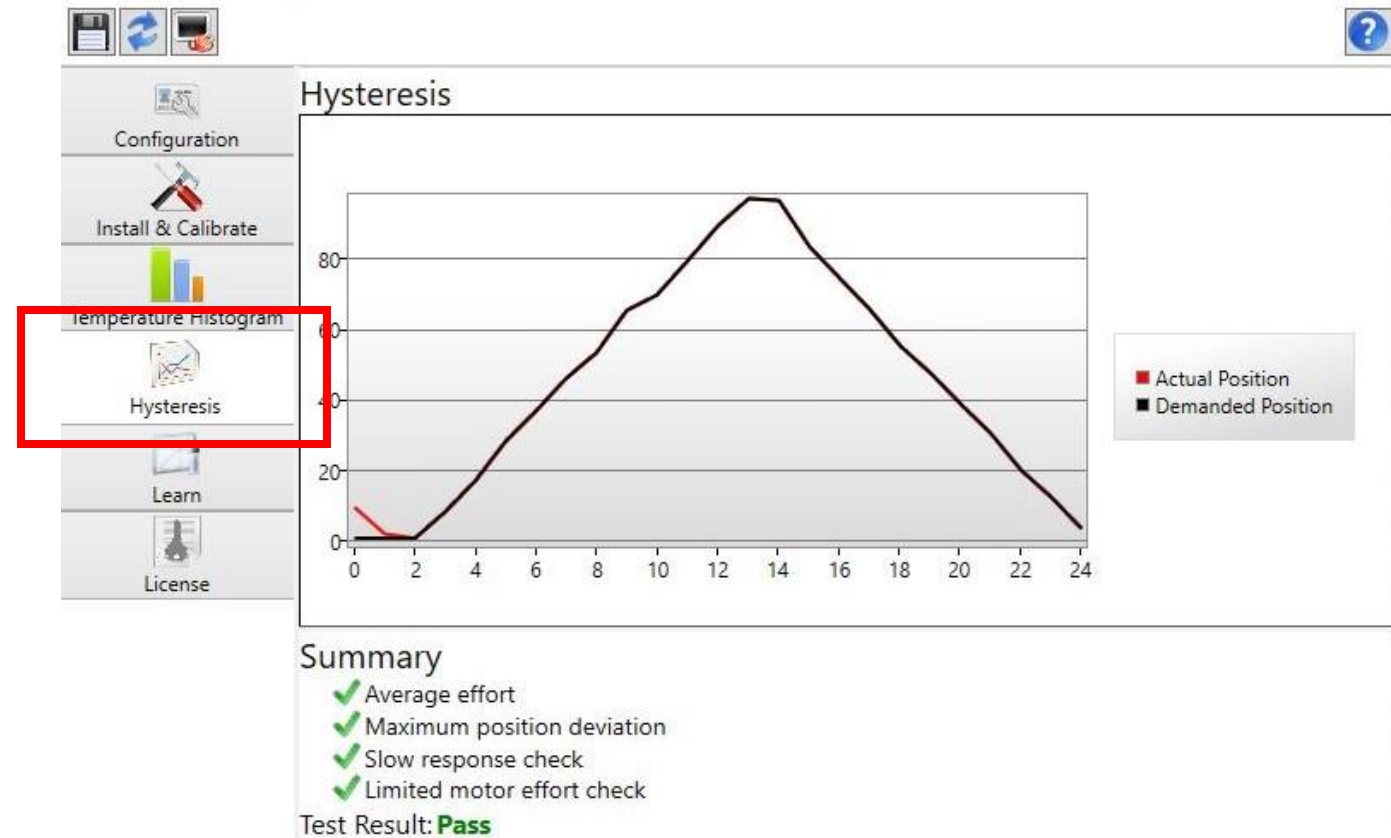 ?
Configuration
Install & Calibrate
Temperature Histogram
Hysteresis
Learn
License
Hysteresis
80
60
40
20
0
0 2 4 6 8 10 12 14 16 18 20 22 24
Actual Position
Demanded Position
Summary
Average effort
Maximum position deviation
Slow response check
Limited motor effort check
Test Result: Pass